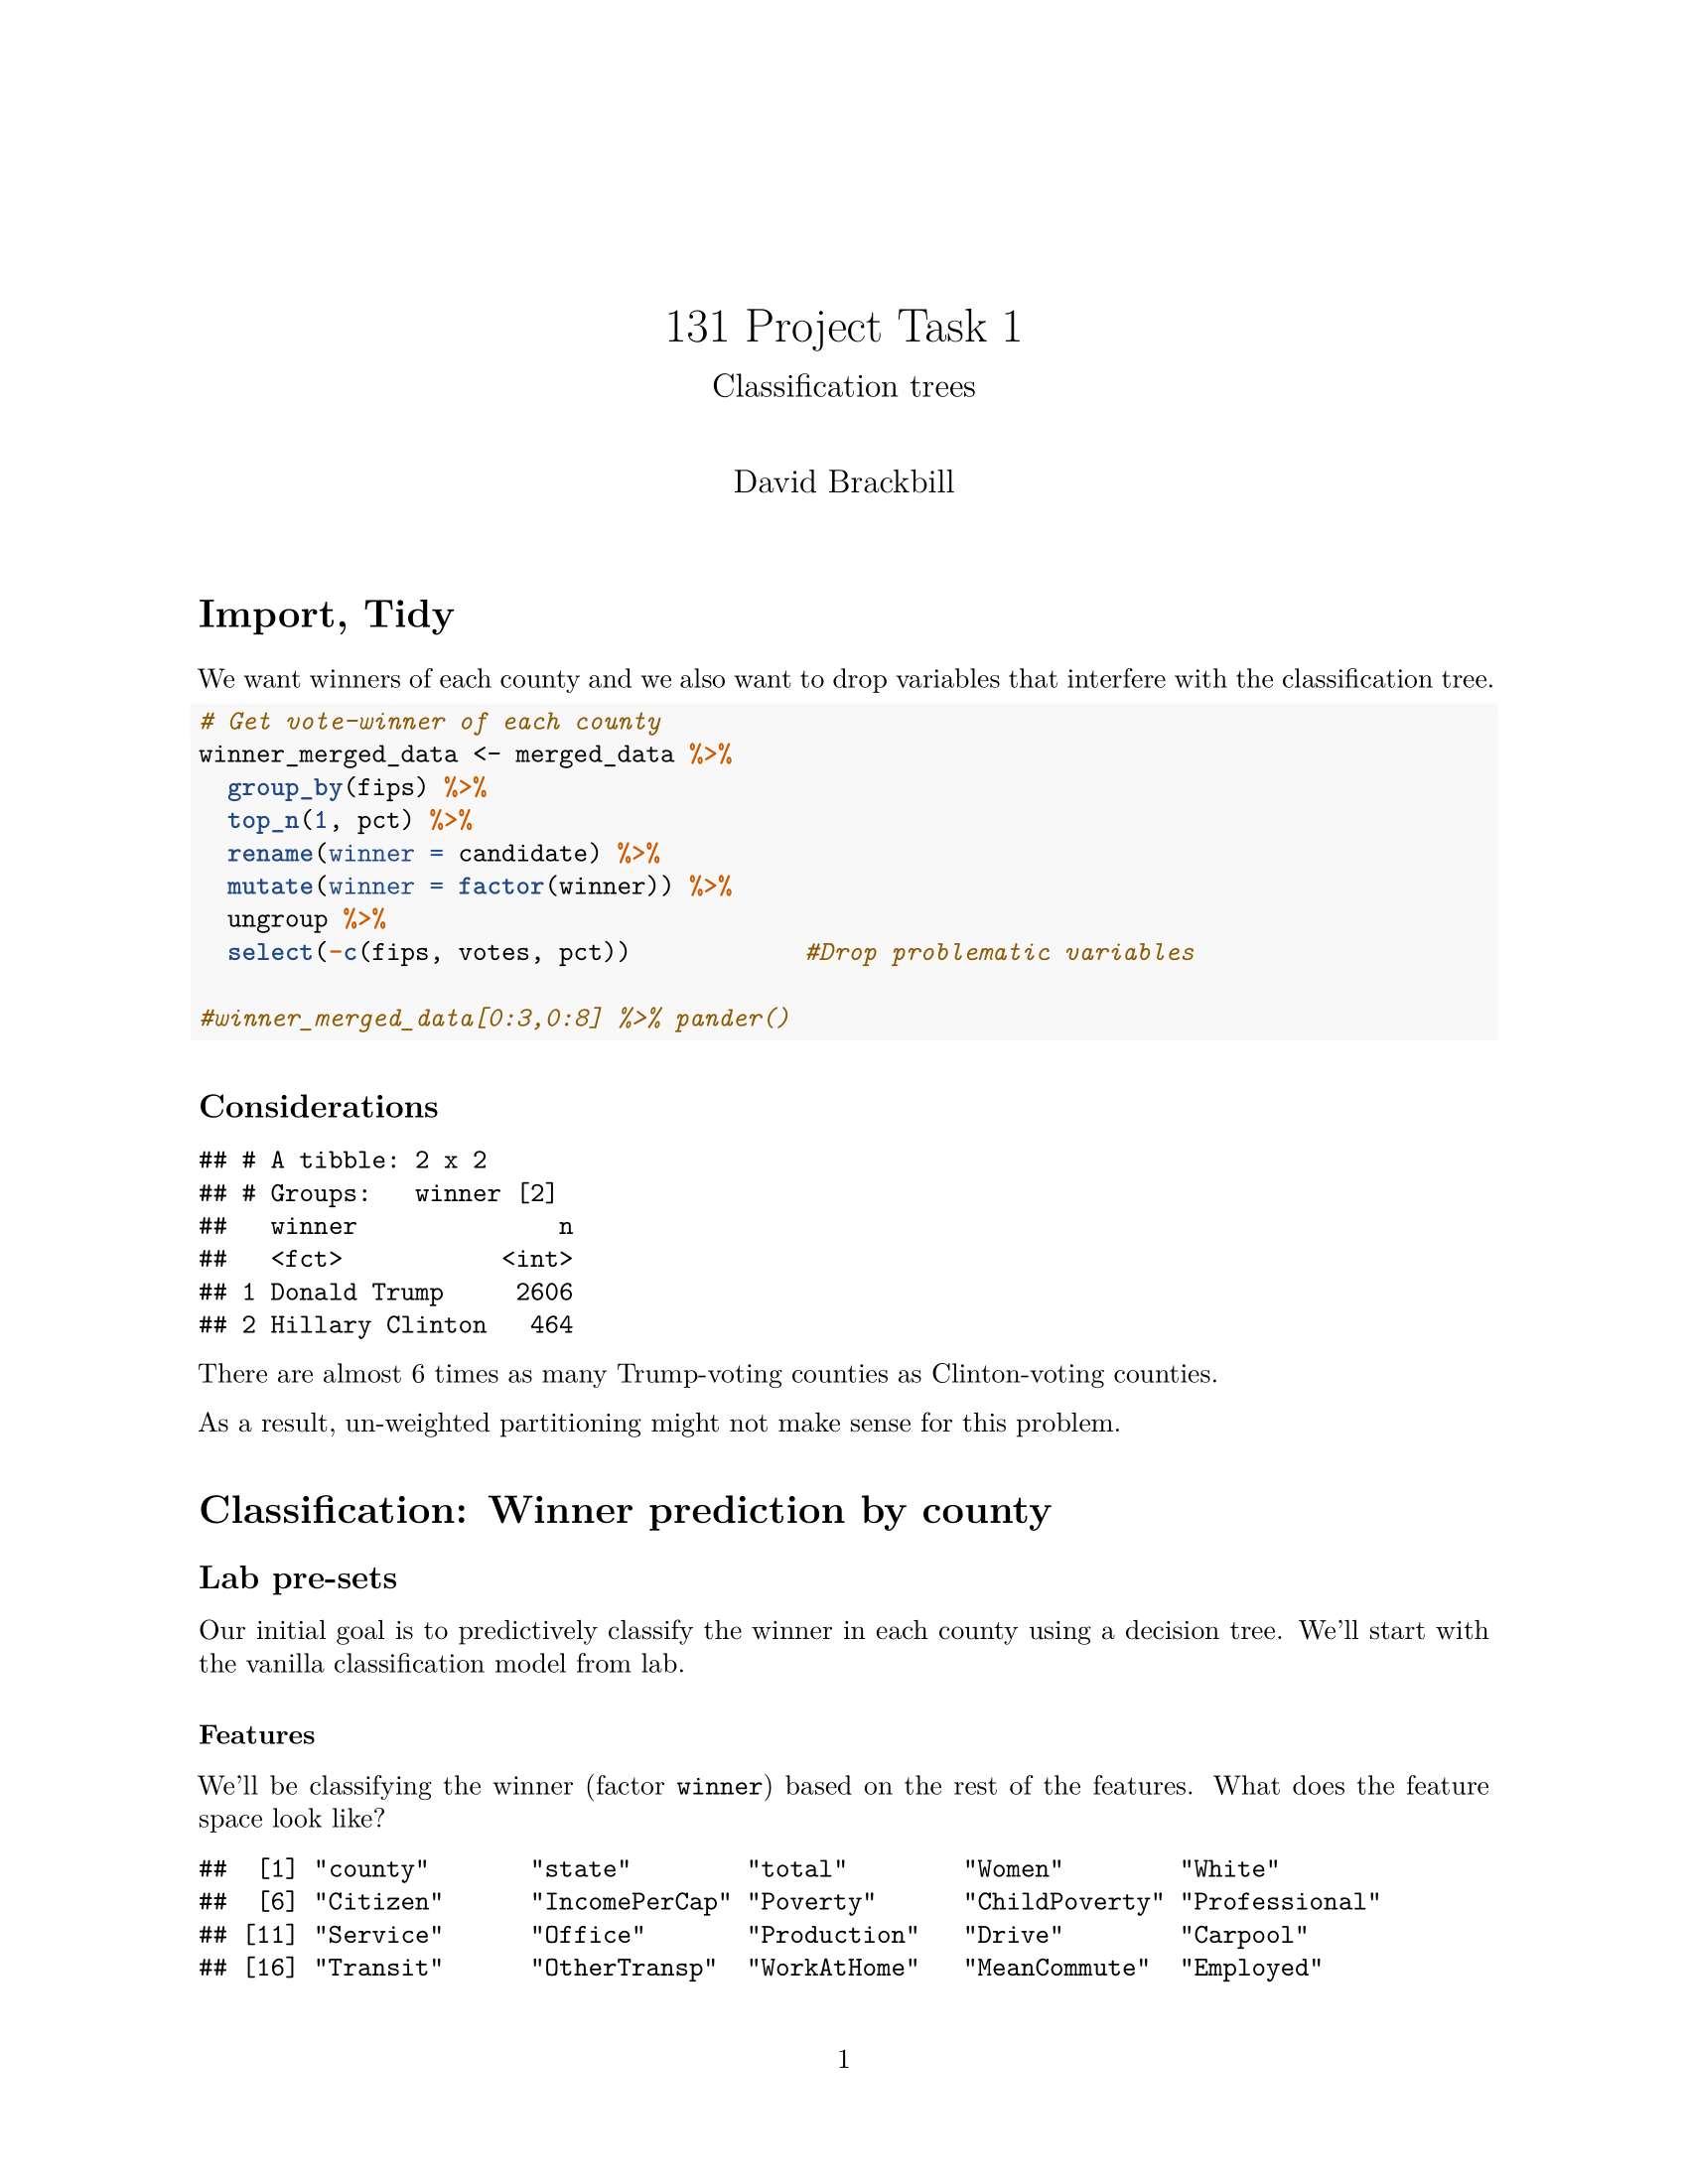 131 Project Task 1
Classification trees
David Brackbill
Import, Tidy
We want winners of each county and we also want to drop variables that interfere with the classification tree.
# Get vote-winner of each county
winner_merged_data <- merged_data %>%
  group_by(fips) %>%
  top_n(1, pct) %>%
  rename(winner = candidate) %>%
  mutate(winner = factor(winner)) %>%
  ungroup %>%
  select(-c(fips, votes, pct))            #Drop problematic variables
#winner_merged_data[0:3,0:8] %>% pander()
Considerations
## # A tibble: 2 x 2
## # Groups:   winner [2]
##   winner              n
##   <fct>           <int>
## 1 Donald Trump     2606
## 2 Hillary Clinton   464
There are almost 6 times as many Trump-voting counties as Clinton-voting counties.
As a result, un-weighted partitioning might not make sense for this problem.
Classification: Winner prediction by county
Lab pre-sets
Our initial goal is to predictively classify the winner in each county using a decision tree. We'll start with
the vanilla classification model from lab.
Features
We'll be classifying the winner (factor winner) based on the rest of the features. What does the feature
space look like?
##  [1] "county"       "state"        "total"        "Women"        "White"
##  [6] "Citizen"      "IncomePerCap" "Poverty"      "ChildPoverty" "Professional"
## [11] "Service"      "Office"       "Production"   "Drive"        "Carpool"
## [16] "Transit"      "OtherTransp"  "WorkAtHome"   "MeanCommute"  "Employed"
1